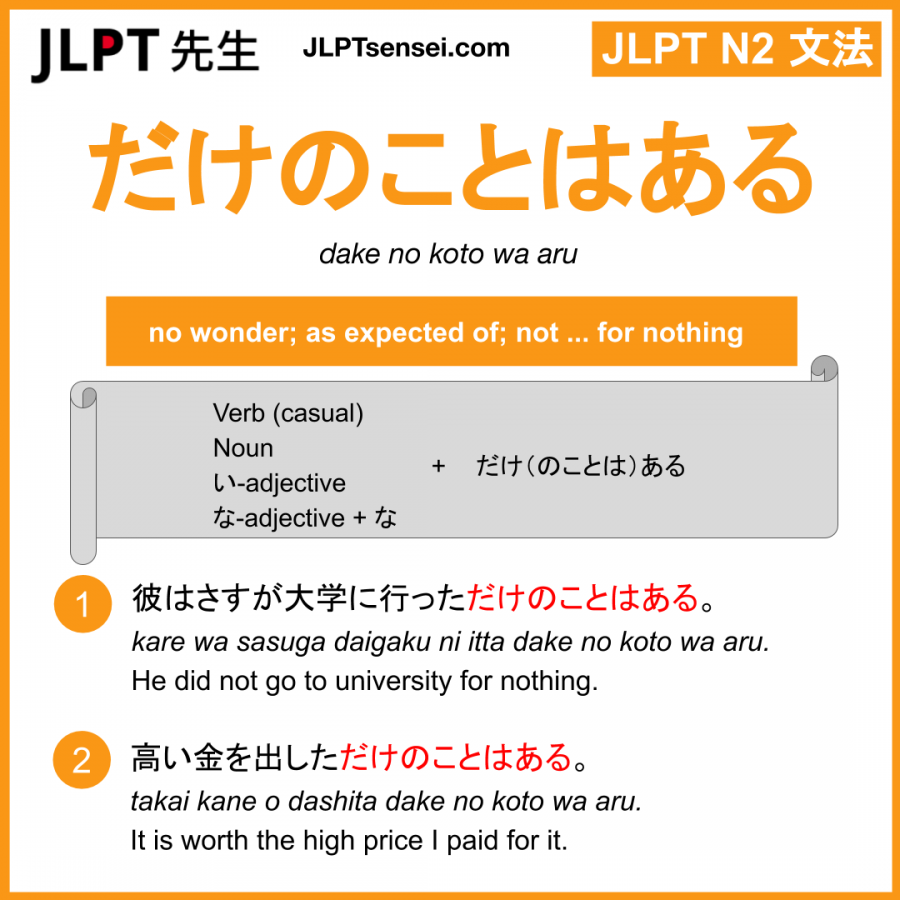 JLPT 先生
JLPTsensei.com
JLPT N2 文法
だけのことはある
dake no koto wa aru
no wonder; as expected of; not ... for nothing
Verb (casual)
Noun
い-adjective
な-adjective + な
+ だけ（のことは）ある
1 彼はさすが大学に行っただけのことはある。
kare wa sasuga daigaku ni itta dake no koto wa aru.
He did not go to university for nothing.
2 高い金を出しただけのことはある。
takai kane o dashita dake no koto wa aru.
It is worth the high price I paid for it.